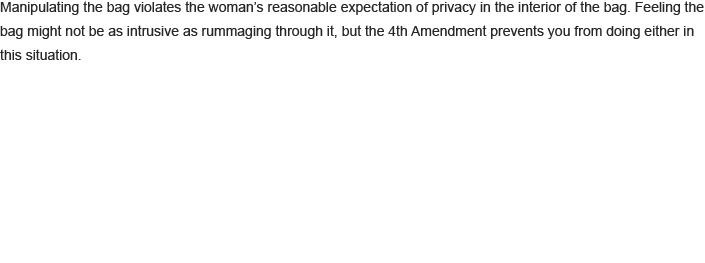 Manipulating the bag violates the woman's reasonable expectation of privacy in the interior of the bag. Feeling the
bag might not be as intrusive as rummaging through it, but the 4th Amendment prevents you from doing either in
this situation.